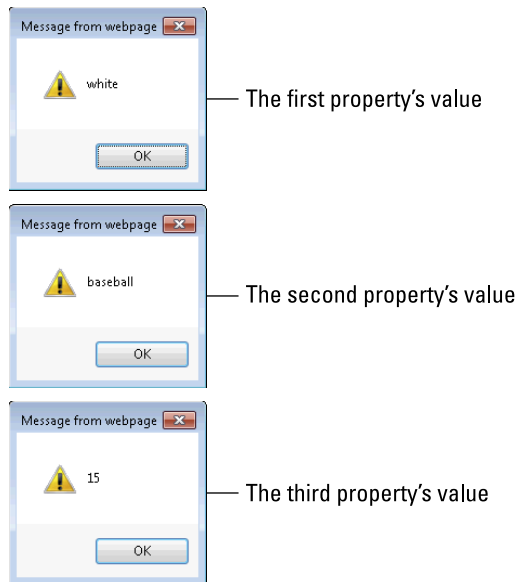 Message from webpage
white
The first property's value
OK
Message from webpage
baseball
The second property's value
OK
Message from webpage
15
The third property's value
OK